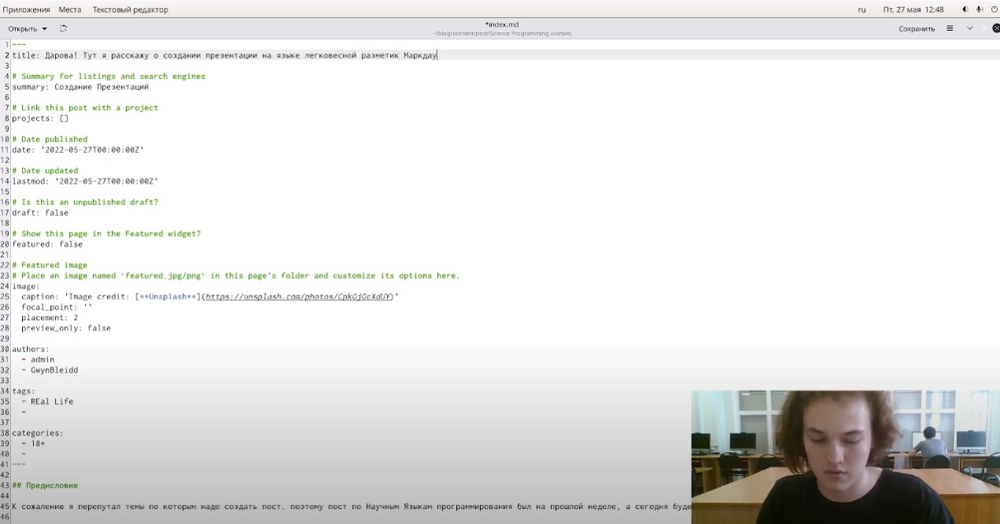 Приложения Места Текстовый редактор ru Пт, 27 мая 12:48
Открыть *index.md Сохранить
~/blog/content/post/Science Programming (копия)
1 ---
2 title: Дарова! Тут я расскажу о создании презентации на языке легковесной разметик Маркдау
3
4 # Summary for listings and search engines
5 summary: Создание Презентаций
6
7 # Link this post with a project
8 projects: []
9
10 # Date published
11 date: '2022-05-27T00:00:00Z'
12
13 # Date updated
14 lastmod: '2022-05-27T00:00:00Z'
15
16 # Is this an unpublished draft?
17 draft: false
18
19 # Show this page in the Featured widget?
20 featured: false
21
22 # Featured image
23 # Place an image named `featured.jpg/png` in this page's folder and customize its options here.
24 image:
25 caption: 'Image credit: [**Unsplash**](https://unsplash.com/photos/CpkOjOcXdUY)'
26 focal_point: ''
27 placement: 2
28 preview_only: false
29
30 authors:
31 - admin
32 - GwynBleidd
33
34 tags:
35 - REal Life
36 -
37
38 categories:
39 - 18+
40 -
41 ---
42
43 ## Предисловие
44
45 К сожалению я перепутал темы по которым надо создать пост. поэтому пост по Научным Языкам программирования был на прошлой неделе, а сегодня буде
46